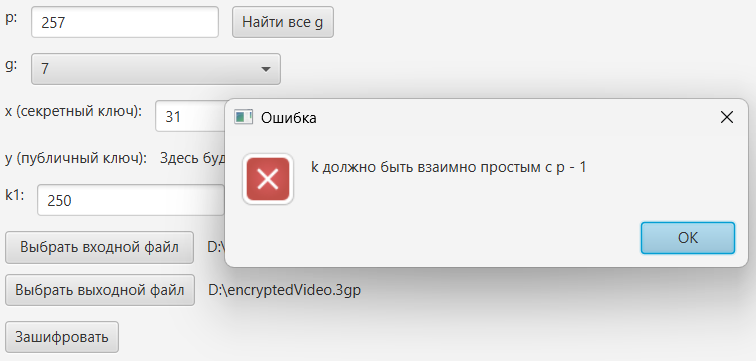 p:
257
Найти все g
g:
7
x (секретный ключ):
31
Ошибка
k должно быть взаимно простым с p - 1
OK
y (публичный ключ):
Здесь
k1:
250
Выбрать входной файл
D:\
Выбрать выходной файл
D:\encryptedVideo.3gp
Зашифровать